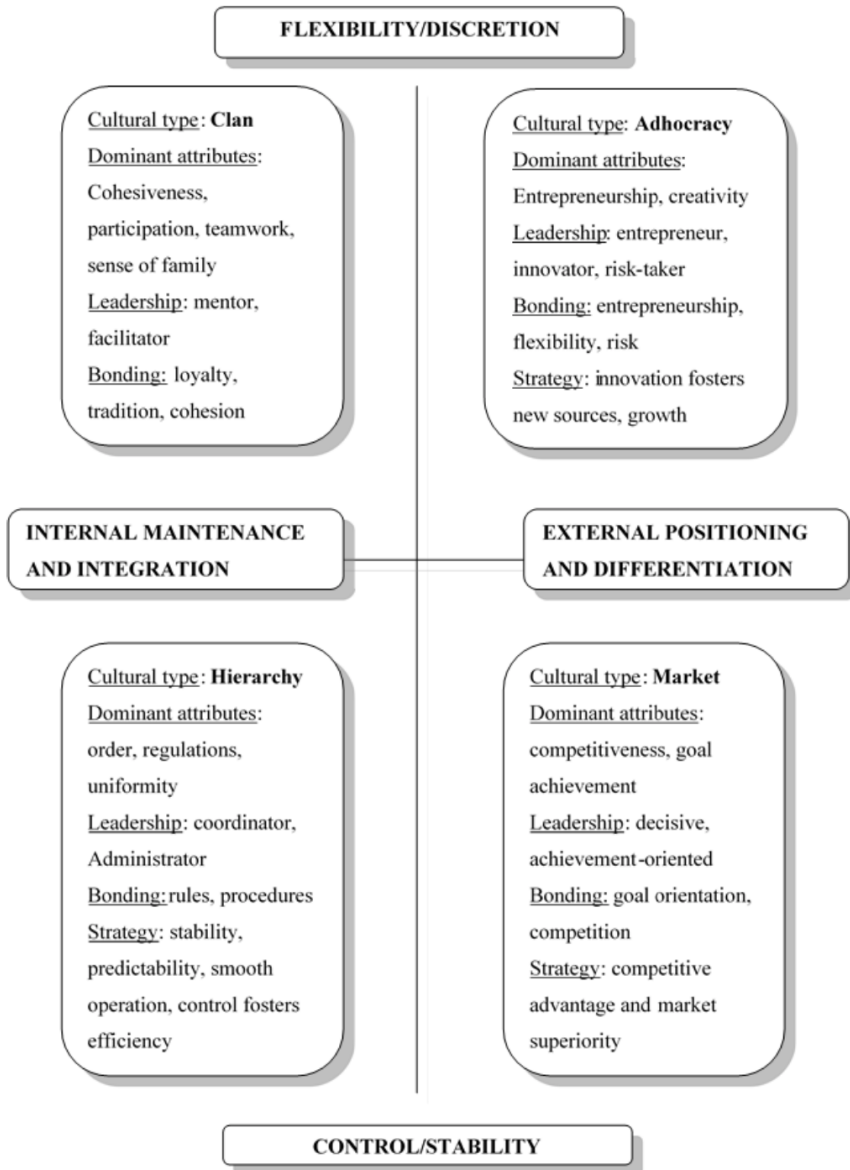 FLEXIBILITY/DISCRETION
Cultural type: Clan
Dominant attributes:
Cohesiveness,
participation, teamwork,
sense of family
Leadership: mentor,
facilitator
Bonding: loyalty,
tradition, cohesion
Cultural type: Adhocracy
Dominant attributes:
Entrepreneurship, creativity
Leadership: entrepreneur,
innovator, risk-taker
Bonding: entrepreneurship,
flexibility, risk
Strategy: innovation fosters
new sources, growth
INTERNAL MAINTENANCE
AND INTEGRATION
EXTERNAL POSITIONING
AND DIFFERENTIATION
Cultural type: Hierarchy
Dominant attributes:
order, regulations,
uniformity
Leadership: coordinator,
Administrator
Bonding: rules, procedures
Strategy: stability,
predictability, smooth
operation, control fosters
efficiency
Cultural type: Market
Dominant attributes:
competitiveness, goal
achievement
Leadership: decisive,
achievement-oriented
Bonding: goal orientation,
competition
Strategy: competitive
advantage and market
superiority
CONTROL/STABILITY